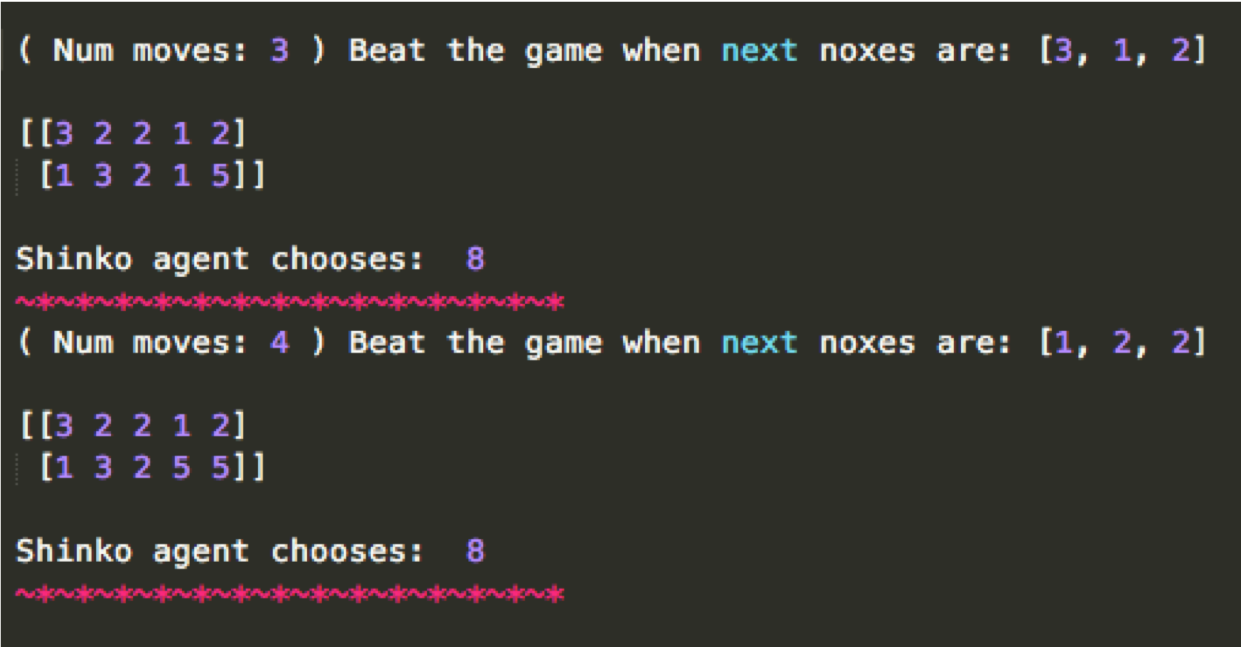 ( Num moves: 3 ) Beat the game when next noxes are: [3, 1, 2]
[[3 2 2 1 2]
[1 3 2 1 5]]
Shinko agent chooses:  8
~*~*~*~*~*~*~*~*~*~*~*~*~*~*
( Num moves: 4 ) Beat the game when next noxes are: [1, 2, 2]
[[3 2 2 1 2]
[1 3 2 5 5]]
Shinko agent chooses:  8
~*~*~*~*~*~*~*~*~*~*~*~*~*~*